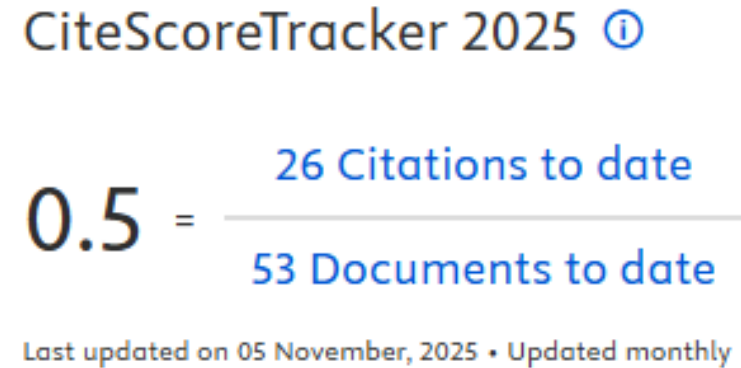 CiteScoreTracker 2025 ⓘ
26 Citations to date
0.5 =
53 Documents to date
Last updated on 05 November, 2025 • Updated monthly